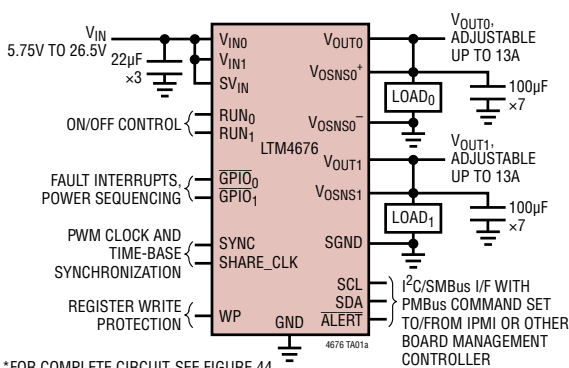 VIN
5.75V TO 26.5V
22µF
×3
ON/OFF CONTROL
FAULT INTERRUPTS,
POWER SEQUENCING
PWM CLOCK AND
TIME-BASE
SYNCHRONIZATION
REGISTER WRITE
PROTECTION
VIN0
VIN1
SVIN
RUN0
RUN1
GPIO0
GPIO1
SYNC
SHARE_CLK
WP
LTM4676
GND
VOUT0
VOSNS0+
VOSNS0–
VOUT1
VOSNS1
SGND
SCL
SDA
ALERT
VOUT0,
ADJUSTABLE
UP TO 13A
LOAD0
100µF
×7
VOUT1,
ADJUSTABLE
UP TO 13A
LOAD1
100µF
×7
I2C/SMBus I/F WITH
PMBus COMMAND SET
TO/FROM IPMI OR OTHER
BOARD MANAGEMENT
CONTROLLER
4676 TA01a
*FOR COMPLETE CIRCUIT, SEE FIGURE 44